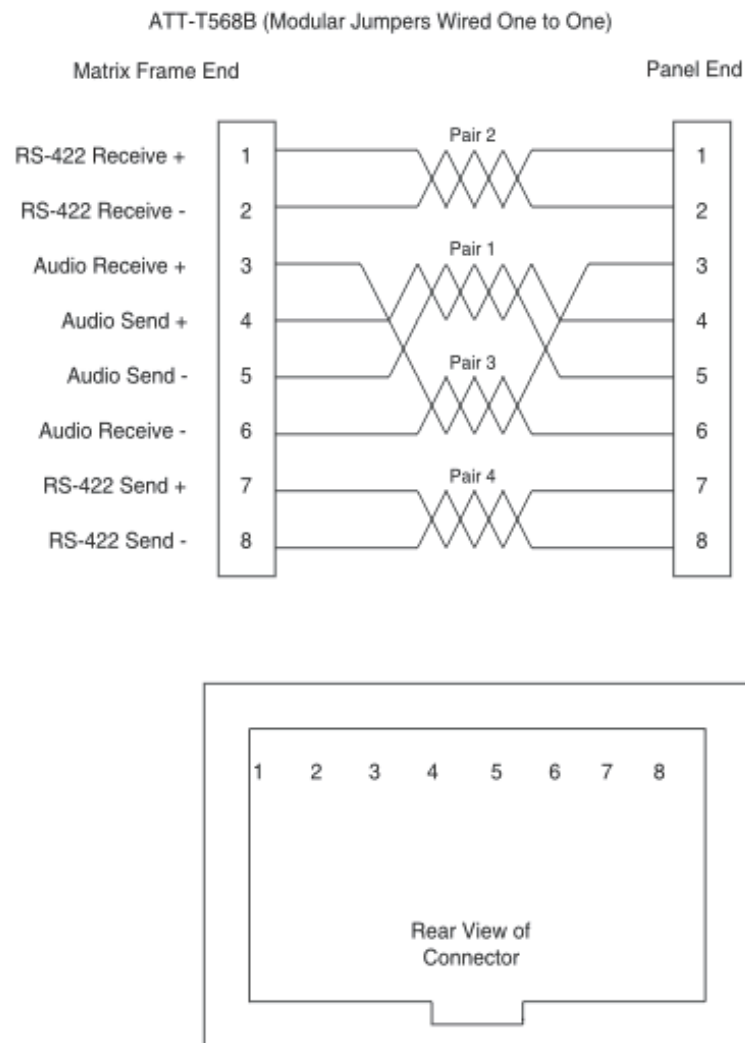 ATT-T568B (Modular Jumpers Wired One to One)
Matrix Frame End Panel End
Pair 2
RS-422 Receive + 1 1
RS-422 Receive - 2 2
Pair 1
Audio Receive + 3 3
Audio Send + 4 4
Pair 3
Audio Send - 5 5
Audio Receive - 6 6
Pair 4
RS-422 Send + 7 7
RS-422 Send - 8 8
1 2 3 4 5 6 7 8
Rear View of
Connector